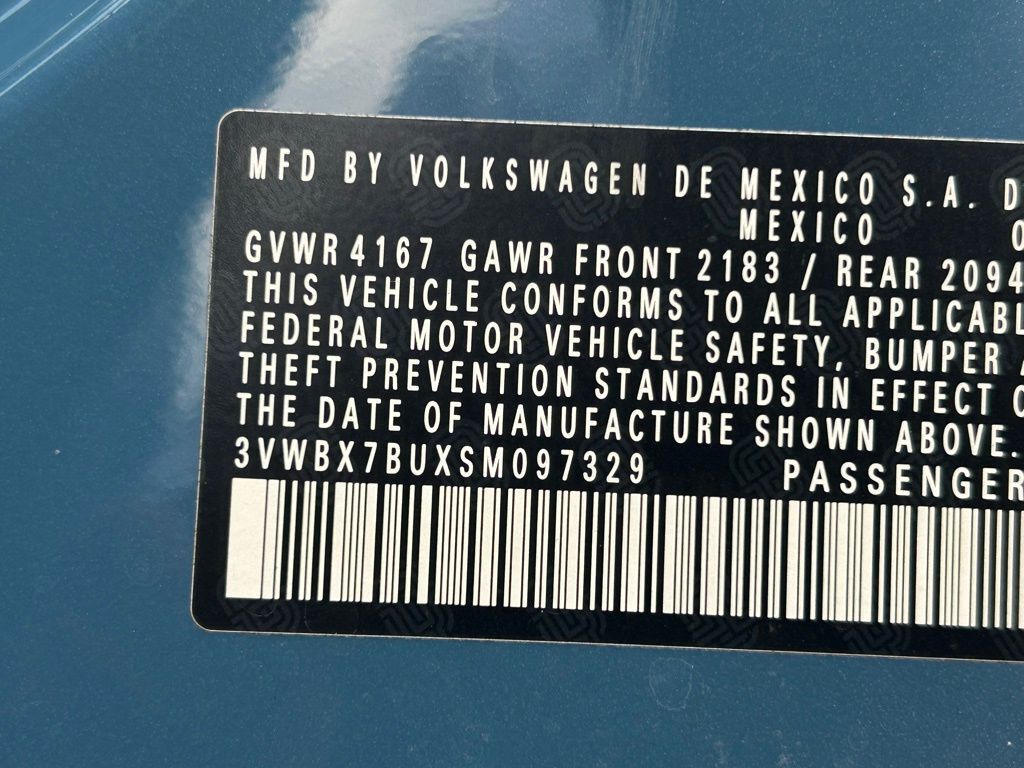 MFD BY VOLKSWAGEN DE MEXICO S.A. D
MEXICO 0
GVWR 4167 GAWR FRONT 2183 / REAR 2094
THIS VEHICLE CONFORMS TO ALL APPLICABL
FEDERAL MOTOR VEHICLE SAFETY, BUMPER A
THEFT PREVENTION STANDARDS IN EFFECT O
THE DATE OF MANUFACTURE SHOWN ABOVE.
3VWBX7BUXSM097329 PASSENGER